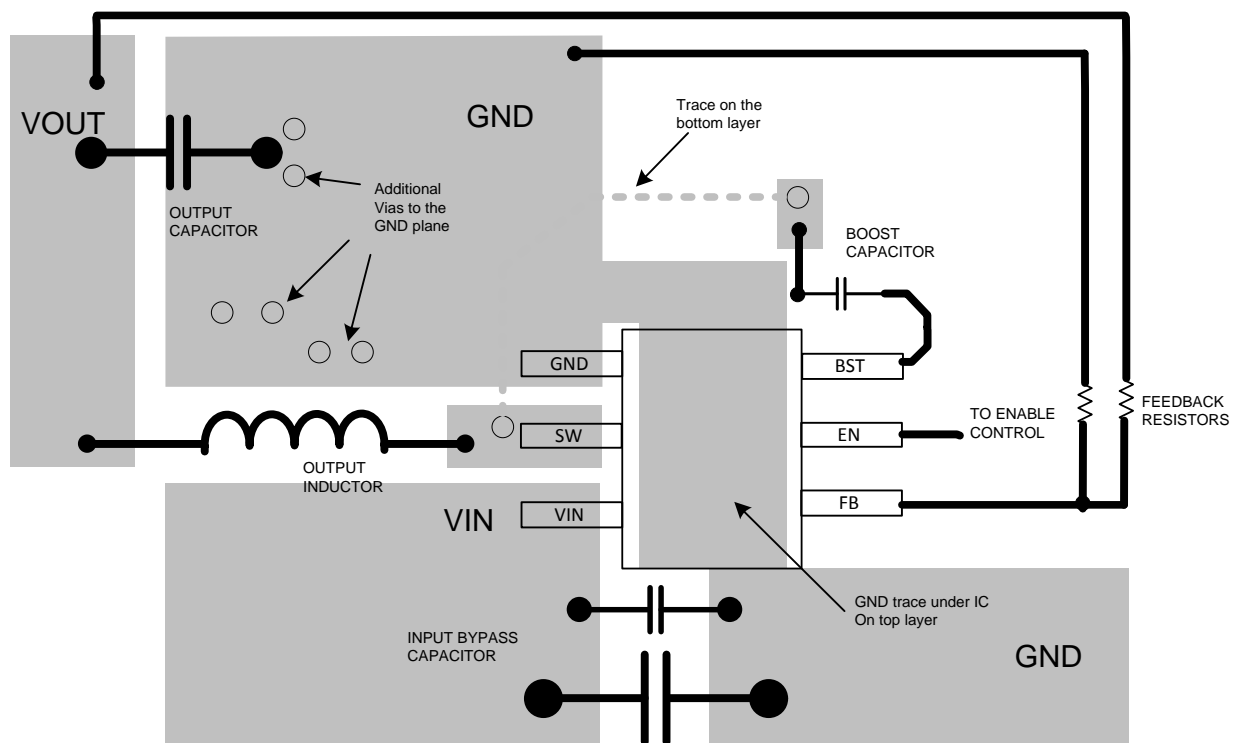 VOUT
GND
Trace on the
bottom layer
Additional
Vias to the
GND plane
OUTPUT
CAPACITOR
BOOST
CAPACITOR
GND
BST
SW
EN
TO ENABLE
CONTROL
FEEDBACK
RESISTORS
OUTPUT
INDUCTOR
VIN
VIN
FB
GND trace under IC
On top layer
INPUT BYPASS
CAPACITOR
GND